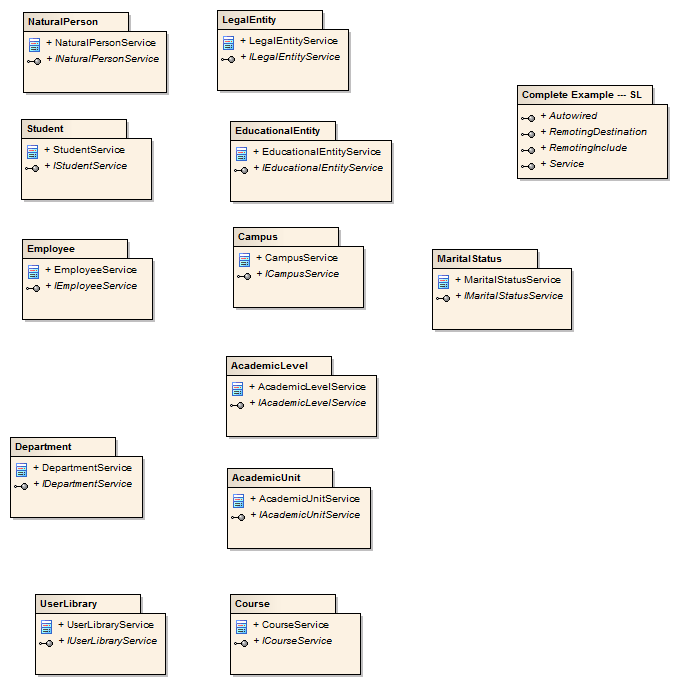 NaturalPerson
+ NaturalPersonService
+ INaturalPersonService
LegalEntity
+ LegalEntityService
+ ILegalEntityService
Complete Example --- SL
+ Autowired
+ RemotingDestination
+ RemotingInclude
+ Service
Student
+ StudentService
+ IStudentService
EducationalEntity
+ EducationalEntityService
+ IEducationalEntityService
Employee
+ EmployeeService
+ IEmployeeService
Campus
+ CampusService
+ ICampusService
MaritalStatus
+ MaritalStatusService
+ IMaritalStatusService
AcademicLevel
+ AcademicLevelService
+ IAcademicLevelService
Department
+ DepartmentService
+ IDepartmentService
AcademicUnit
+ AcademicUnitService
+ IAcademicUnitService
UserLibrary
+ UserLibraryService
+ IUserLibraryService
Course
+ CourseService
+ ICourseService